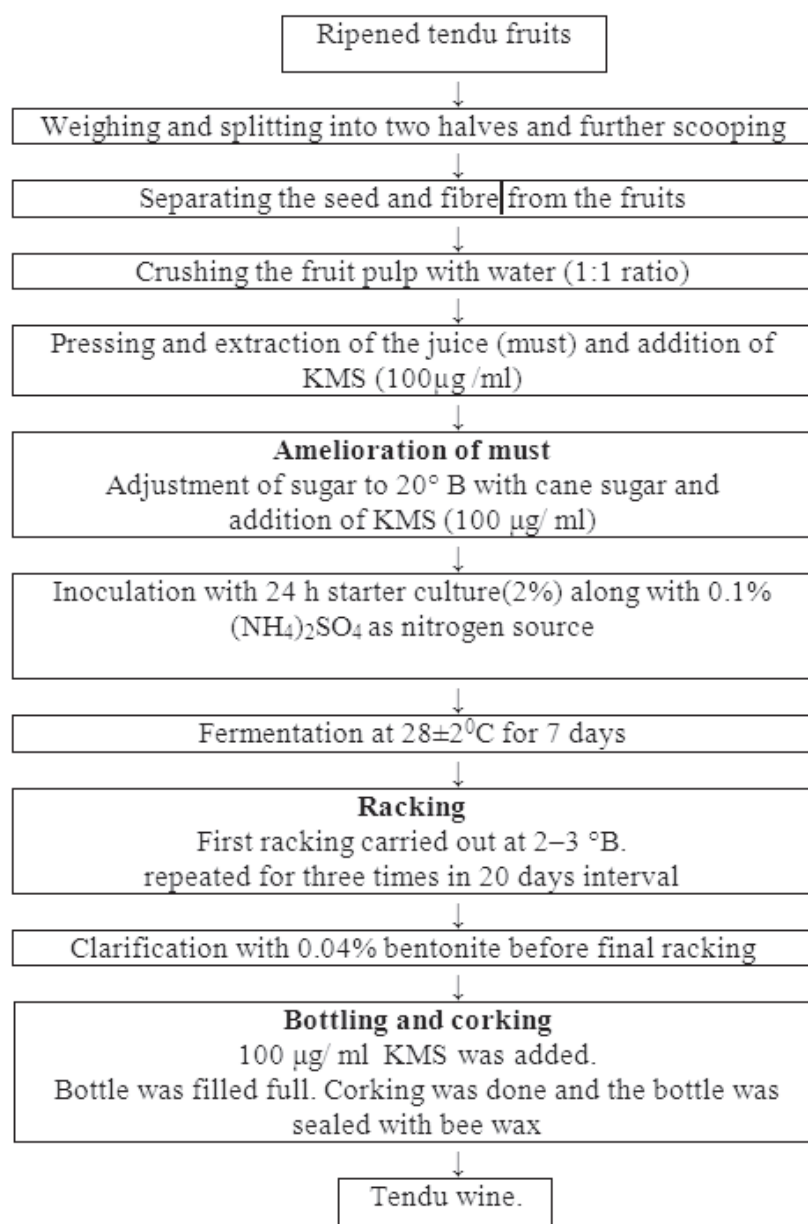 Ripened tendu fruits
↓
Weighing and splitting into two halves and further scooping
↓
Separating the seed and fibre from the fruits
↓
Crushing the fruit pulp with water (1:1 ratio)
↓
Pressing and extraction of the juice (must) and addition of
KMS (100µg /ml)
↓
Amelioration of must
Adjustment of sugar to 20° B with cane sugar and
addition of KMS (100 µg/ ml)
↓
Inoculation with 24 h starter culture(2%) along with 0.1%
(NH₄)₂SO₄ as nitrogen source
↓
Fermentation at 28±2⁰C for 7 days
↓
Racking
First racking carried out at 2–3 °B.
repeated for three times in 20 days interval
↓
Clarification with 0.04% bentonite before final racking
↓
Bottling and corking
100 µg/ ml KMS was added.
Bottle was filled full. Corking was done and the bottle was
sealed with bee wax
↓
Tendu wine.